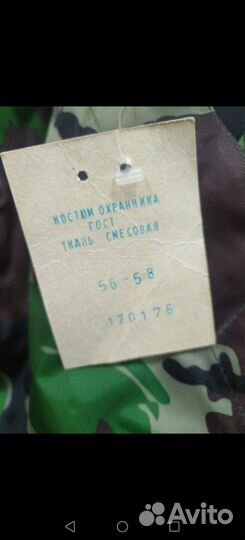 КОСТЮМ ОХРАННИКА
ГОСТ
ТКАНЬ СМЕСОВАЯ
56-58
170176
Avito